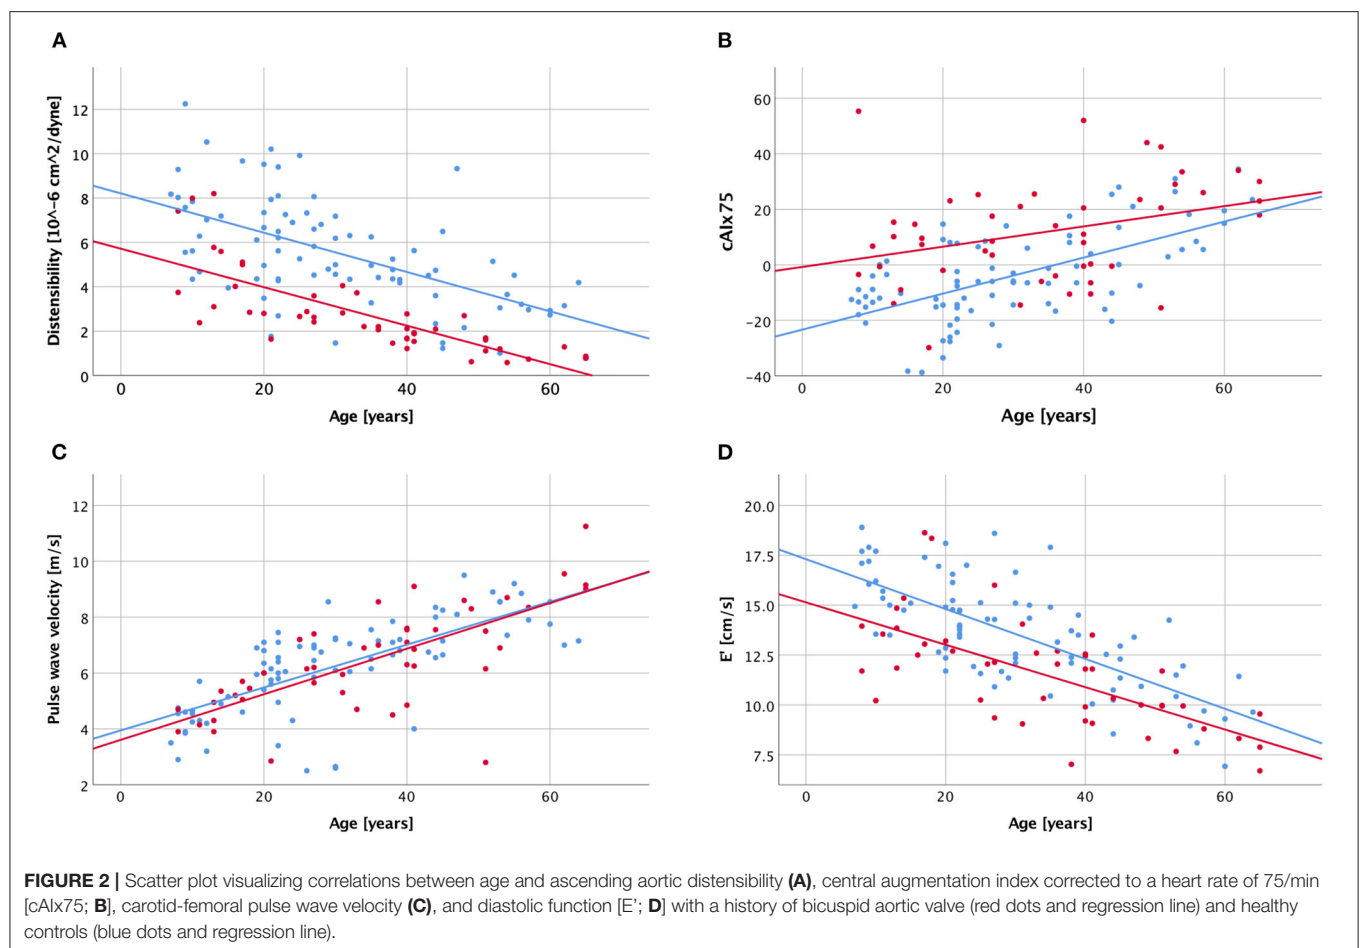 A
Distensibility [10^-6 cm^2/dyne]
12
10
8
6
4
2
0
0 20 40 60
Age [years]
B
cAIx 75
60
40
20
0
−20
−40
0 20 40 60
Age [years]
C
Pulse wave velocity [m/s]
12
10
8
6
4
2
0 20 40 60
Age [years]
D
E' [cm/s]
20.0
17.5
15.0
12.5
10.0
7.5
0 20 40 60
Age [years]
FIGURE 2 | Scatter plot visualizing correlations between age and ascending aortic distensibility (A), central augmentation index corrected to a heart rate of 75/min
[cAIx75; B], carotid-femoral pulse wave velocity (C), and diastolic function [E’; D] with a history of bicuspid aortic valve (red dots and regression line) and healthy
controls (blue dots and regression line).